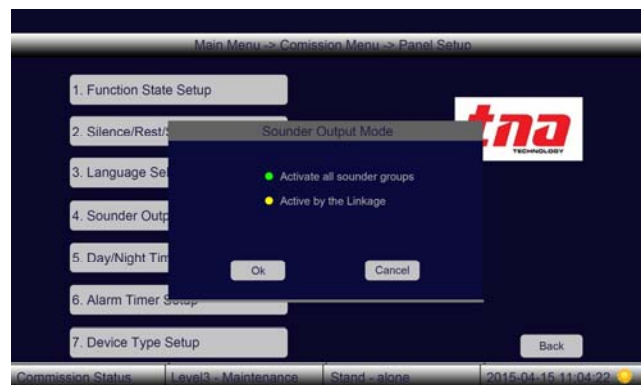 Main Menu -> Comission Menu -> Panel Setup
1. Function State Setup
2. Silence/Rest/
3. Language Sel
4. Sounder Outp
5. Day/Night Tim
6. Alarm Timer Setup
7. Device Type Setup
tna
TECHNOLOGY
Sounder Output Mode
Activate all sounder groups
Active by the Linkage
Ok
Cancel
Back
Commission Status
Level3 - Maintenance
Stand - alone
2015-04-15 11:04:22